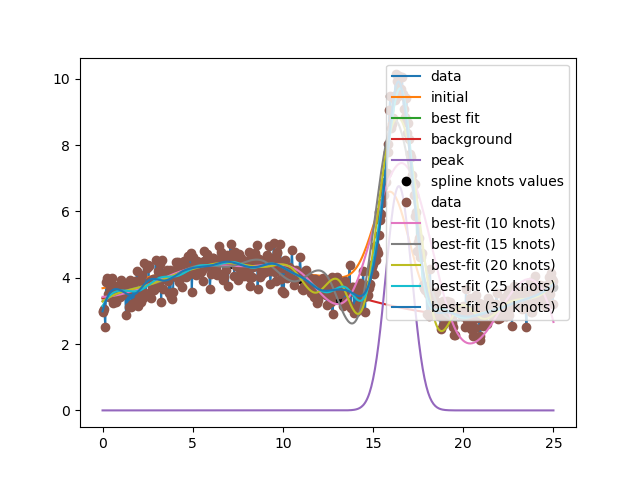 10
8
6
4
2
0
0
5
10
15
20
25
data
initial
best fit
background
peak
spline knots values
data
best-fit (10 knots)
best-fit (15 knots)
best-fit (20 knots)
best-fit (25 knots)
best-fit (30 knots)